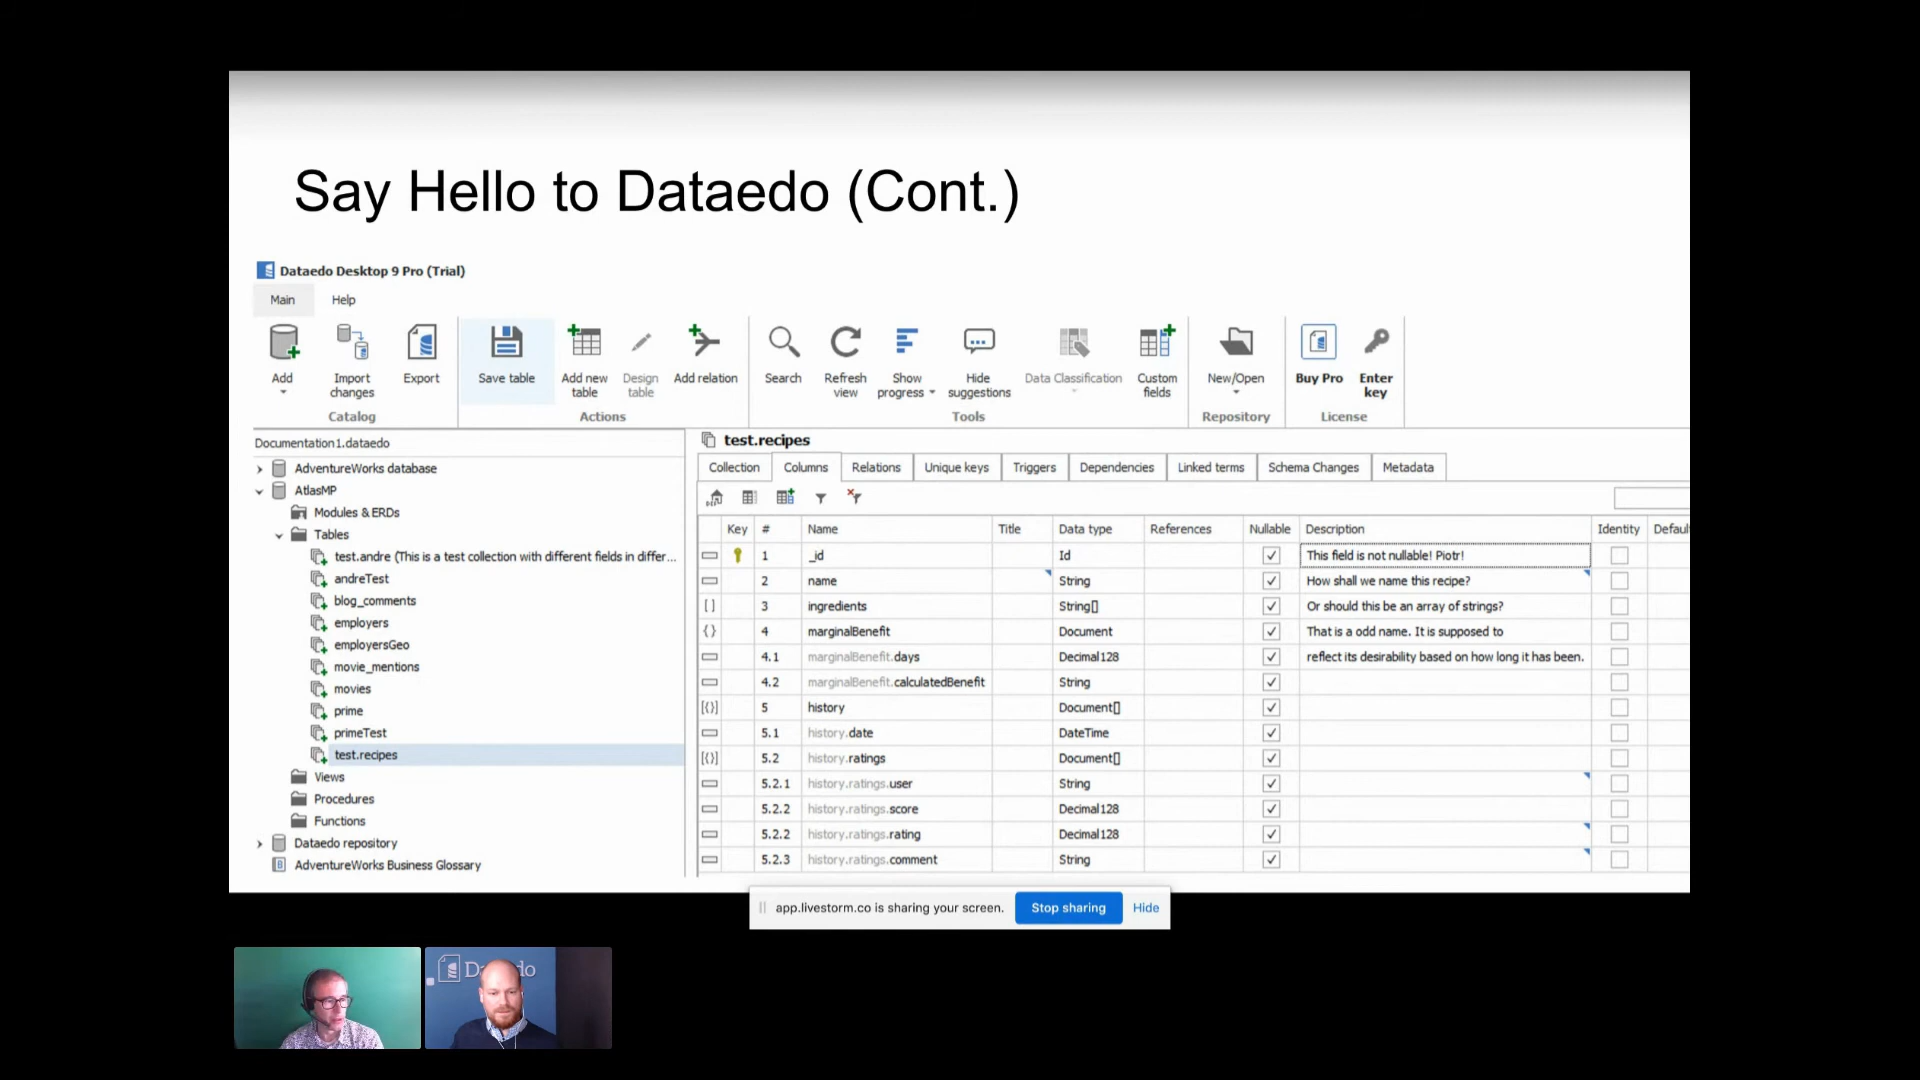 Say Hello to Dataedo (Cont.)
Dataedo Desktop 9 Pro (Trial)
Main Help
Add Import changes Export Save table Add new table Design table Add relation Search Refresh view Show progress Hide suggestions Data Classification Custom fields New/Open Buy Pro Enter key
Catalog Actions Tools Repository License
Documentation1.dataedo
AdventureWorks database
AtlasMP
Modules & ERDs
Tables
test.andre (This is a test collection with different fields in differ...
andreTest
blog_comments
employers
employersGeo
movie_mentions
movies
prime
primeTest
test.recipes
Views
Procedures
Functions
Dataedo repository
AdventureWorks Business Glossary
test.recipes
Collection Columns Relations Unique keys Triggers Dependencies Linked terms Schema Changes Metadata
Key # Name Title Data type References Nullable Description Identity Defaul
1 _id Id This field is not nullable! Piotr!
2 name String How shall we name this recipe?
[ ] 3 ingredients String[] Or should this be an array of strings?
{ } 4 marginalBenefit Document That is a odd name. It is supposed to
4.1 marginalBenefit.days Decimal128 reflect its desirability based on how long it has been.
4.2 marginalBenefit.calculatedBenefit String
[{}] 5 history Document[]
5.1 history.date DateTime
[{}] 5.2 history.ratings Document[]
5.2.1 history.ratings.user String
5.2.2 history.ratings.score Decimal128
5.2.2 history.ratings.rating Decimal128
5.2.3 history.ratings.comment String
app.livestorm.co is sharing your screen. Stop sharing Hide